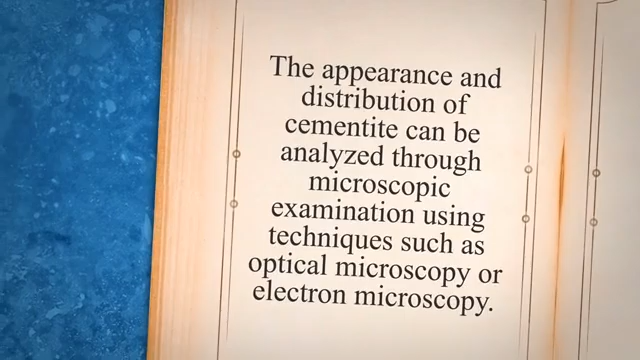 The appearance and
distribution of
cementite can be
analyzed through
microscopic
examination using
techniques such as
optical microscopy or
electron microscopy.